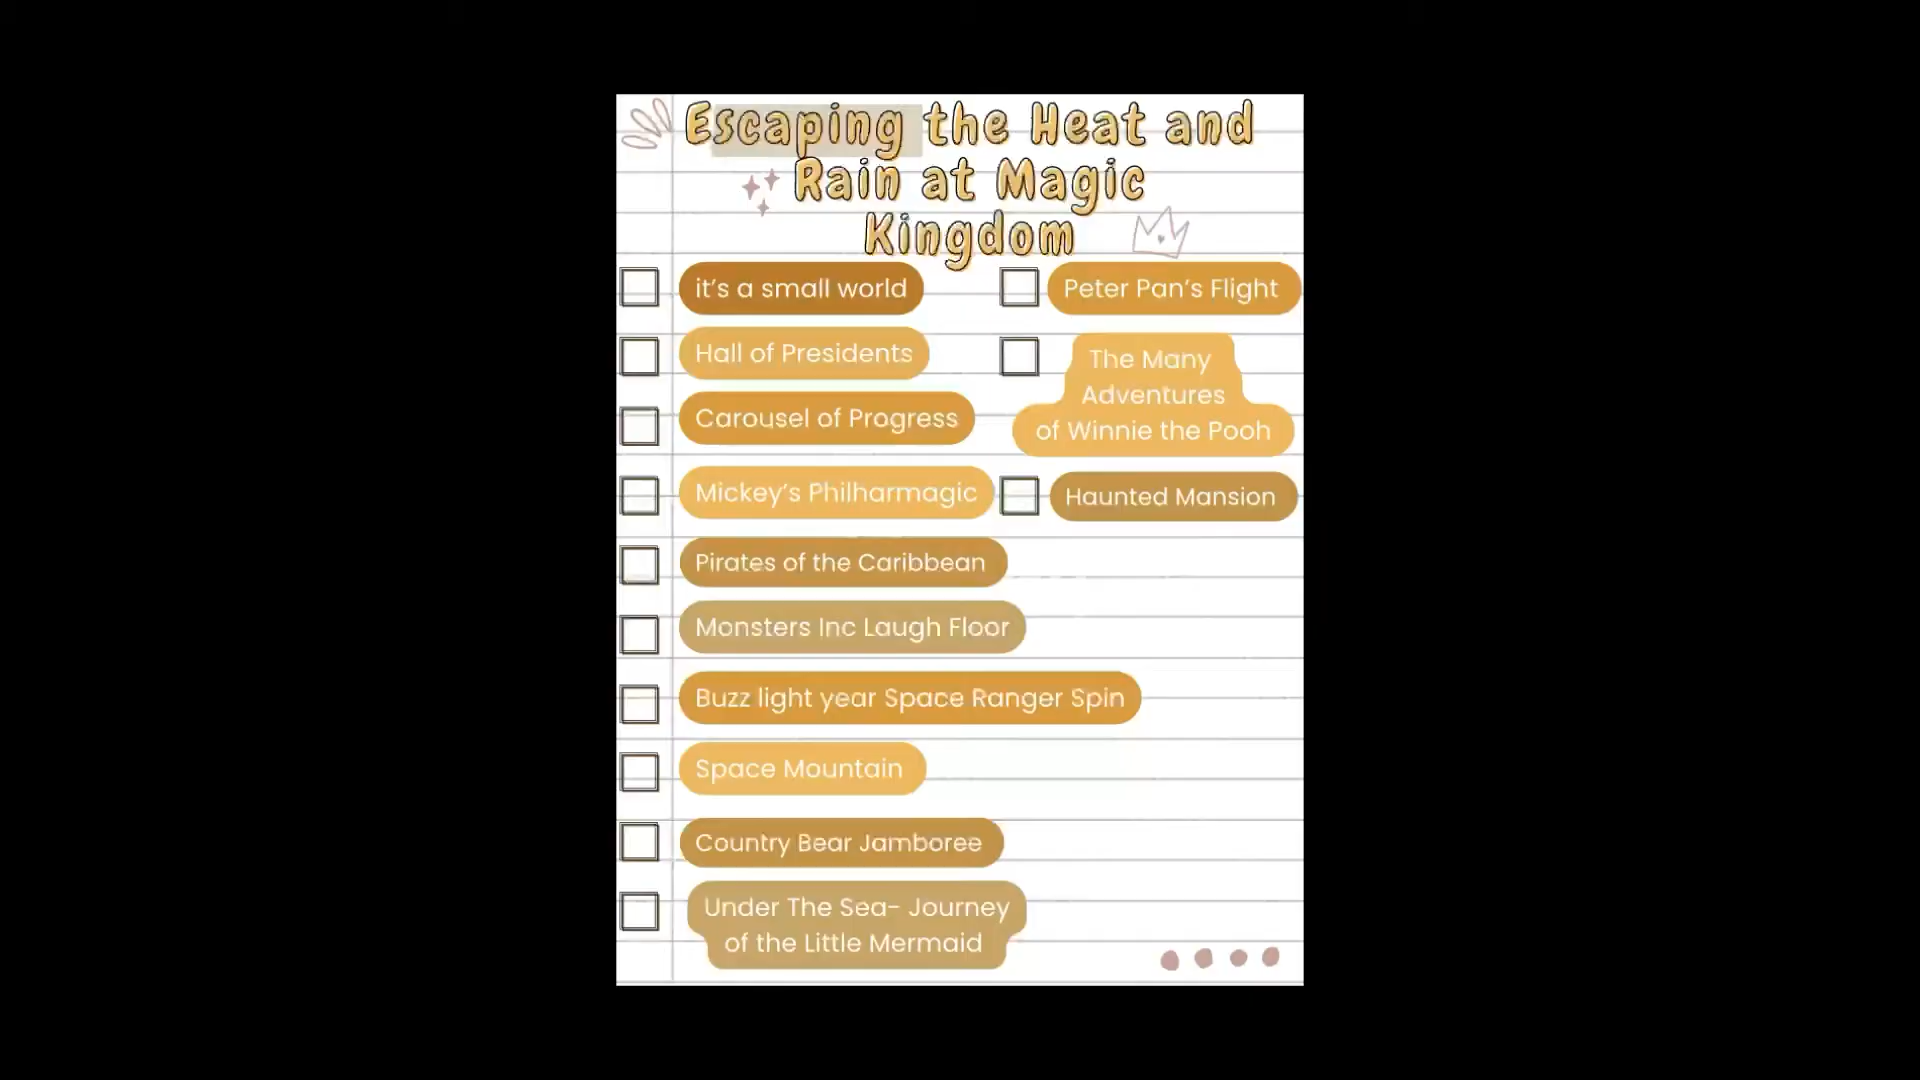 Escaping the Heat and
Rain at Magic
Kingdom
it's a small world
Hall of Presidents
Carousel of Progress
Mickey's Philharmagic
Pirates of the Caribbean
Monsters Inc Laugh Floor
Buzz light year Space Ranger Spin
Space Mountain
Country Bear Jamboree
Under The Sea- Journey
of the Little Mermaid
Peter Pan's Flight
The Many
Adventures
of Winnie the Pooh
Haunted Mansion